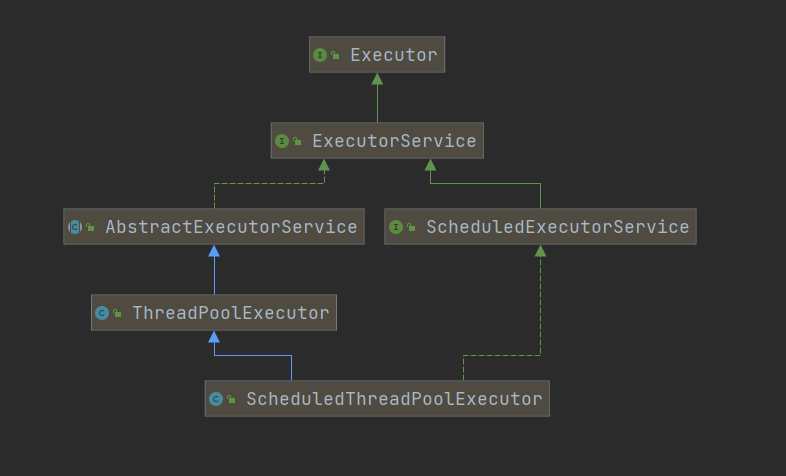 Executor
ExecutorService
AbstractExecutorService
ScheduledExecutorService
ThreadPoolExecutor
ScheduledThreadPoolExecutor